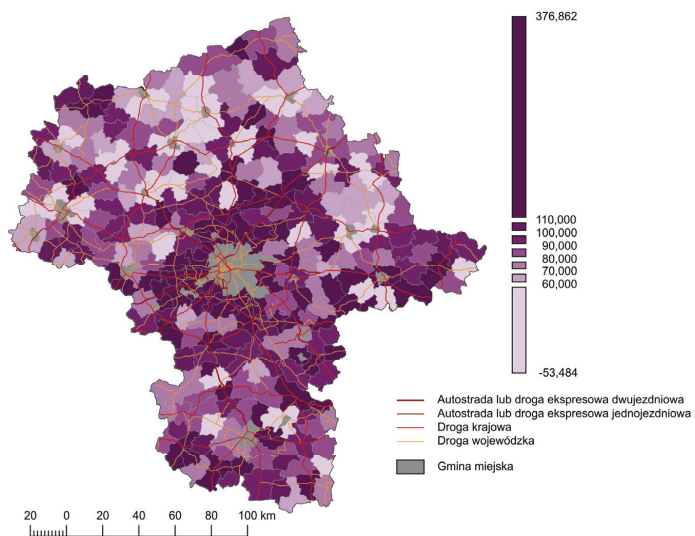 376,862
110,000
100,000
90,000
80,000
70,000
60,000
-53,484
Autostrada lub droga ekspresowa dwujezdniowa
Autostrada lub droga ekspresowa jednojezdniowa
Droga krajowa
Droga wojewódzka
Gmina miejska
20 0 20 40 60 80 100 km